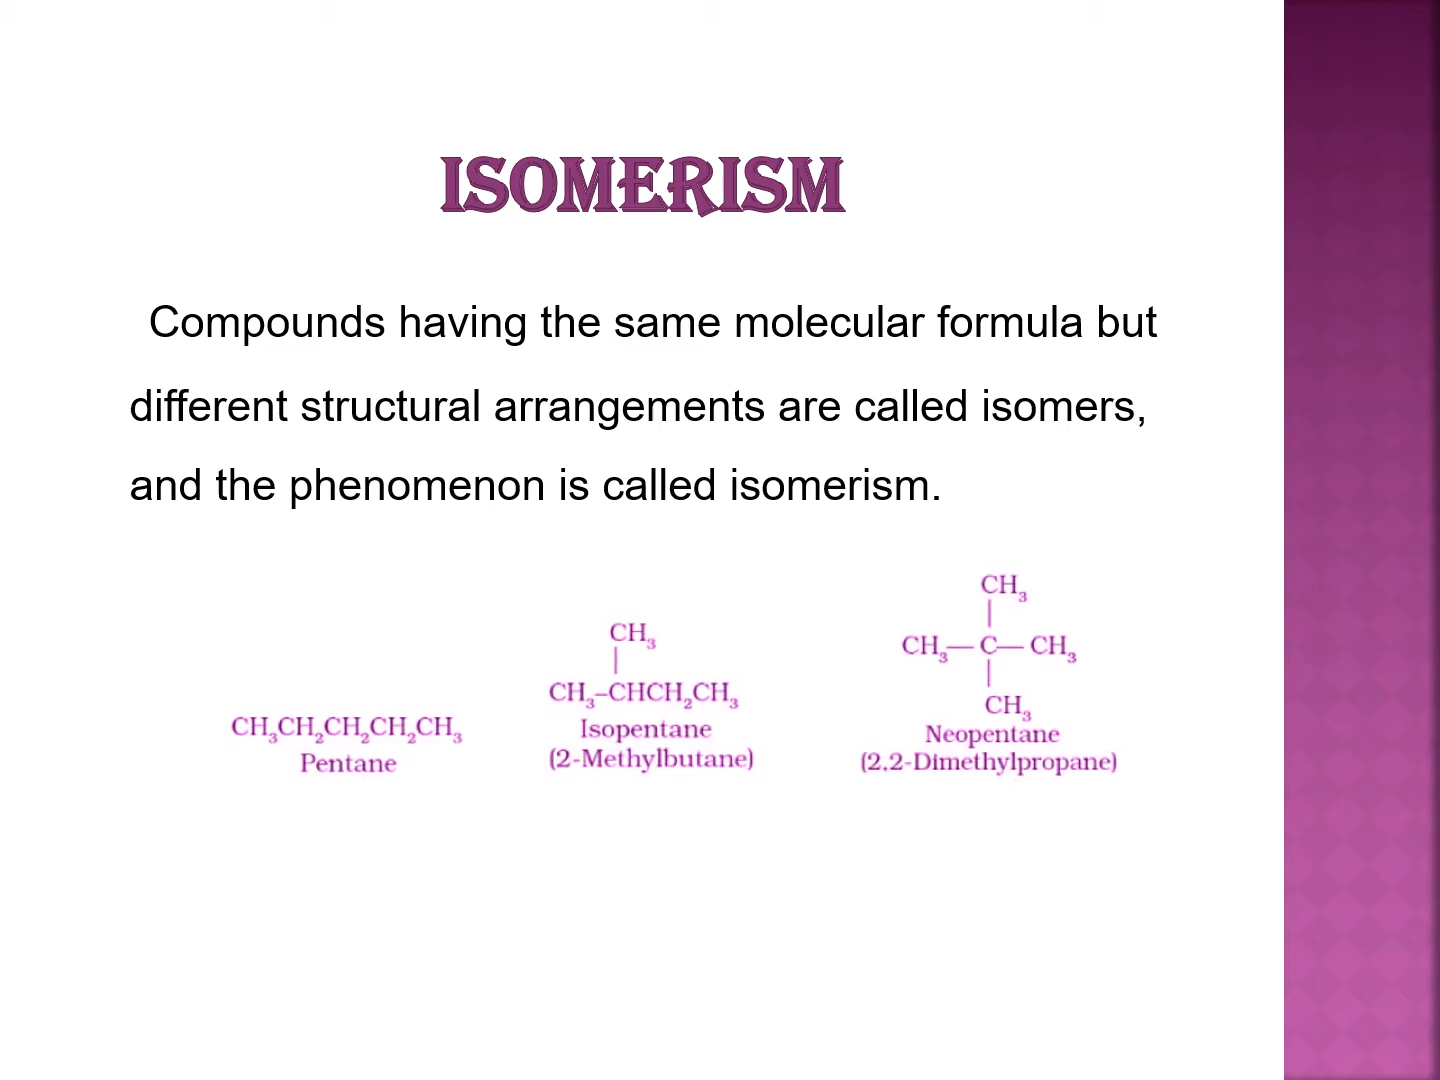 ISOMERISM
Compounds having the same molecular formula but
different structural arrangements are called isomers,
and the phenomenon is called isomerism.
CH₃CH₂CH₂CH₂CH₃
Pentane
CH₃
|
CH₃–CHCH₂CH₃
Isopentane
(2-Methylbutane)
CH₃
|
CH₃— C— CH₃
|
CH₃
Neopentane
(2,2-Dimethylpropane)